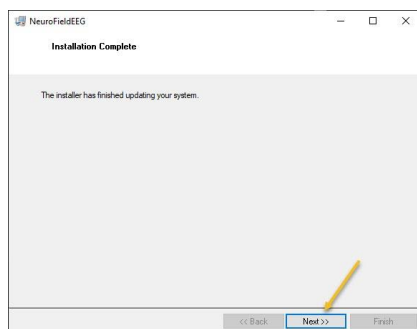 NeuroFieldEEG
Installation Complete
The installer has finished updating your system.
<< Back Next >> Finish